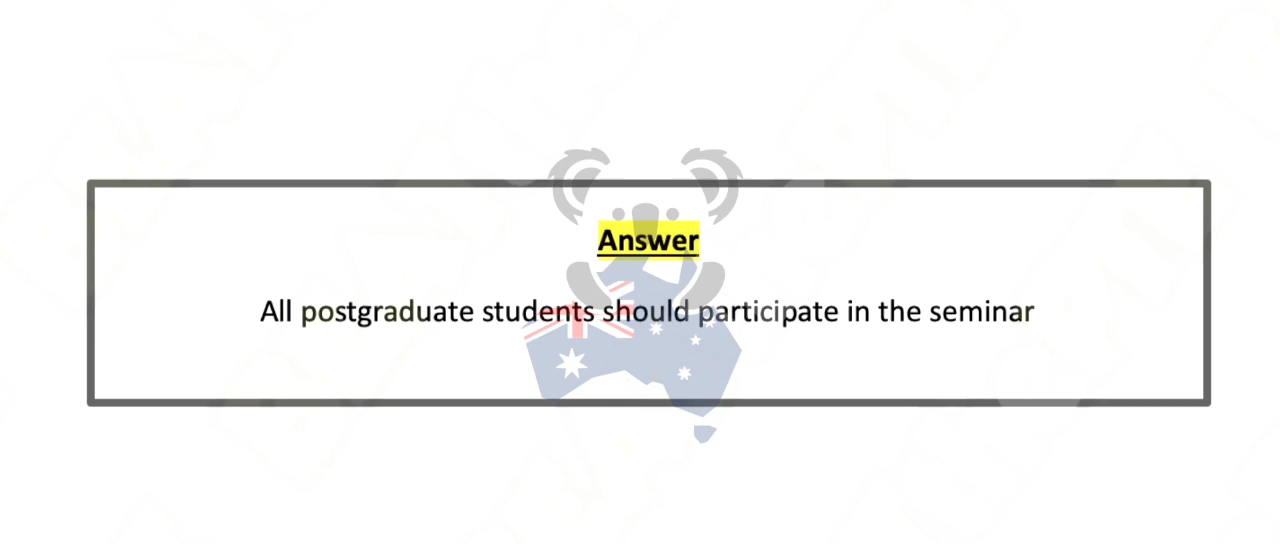 Answer
All postgraduate students should participate in the seminar